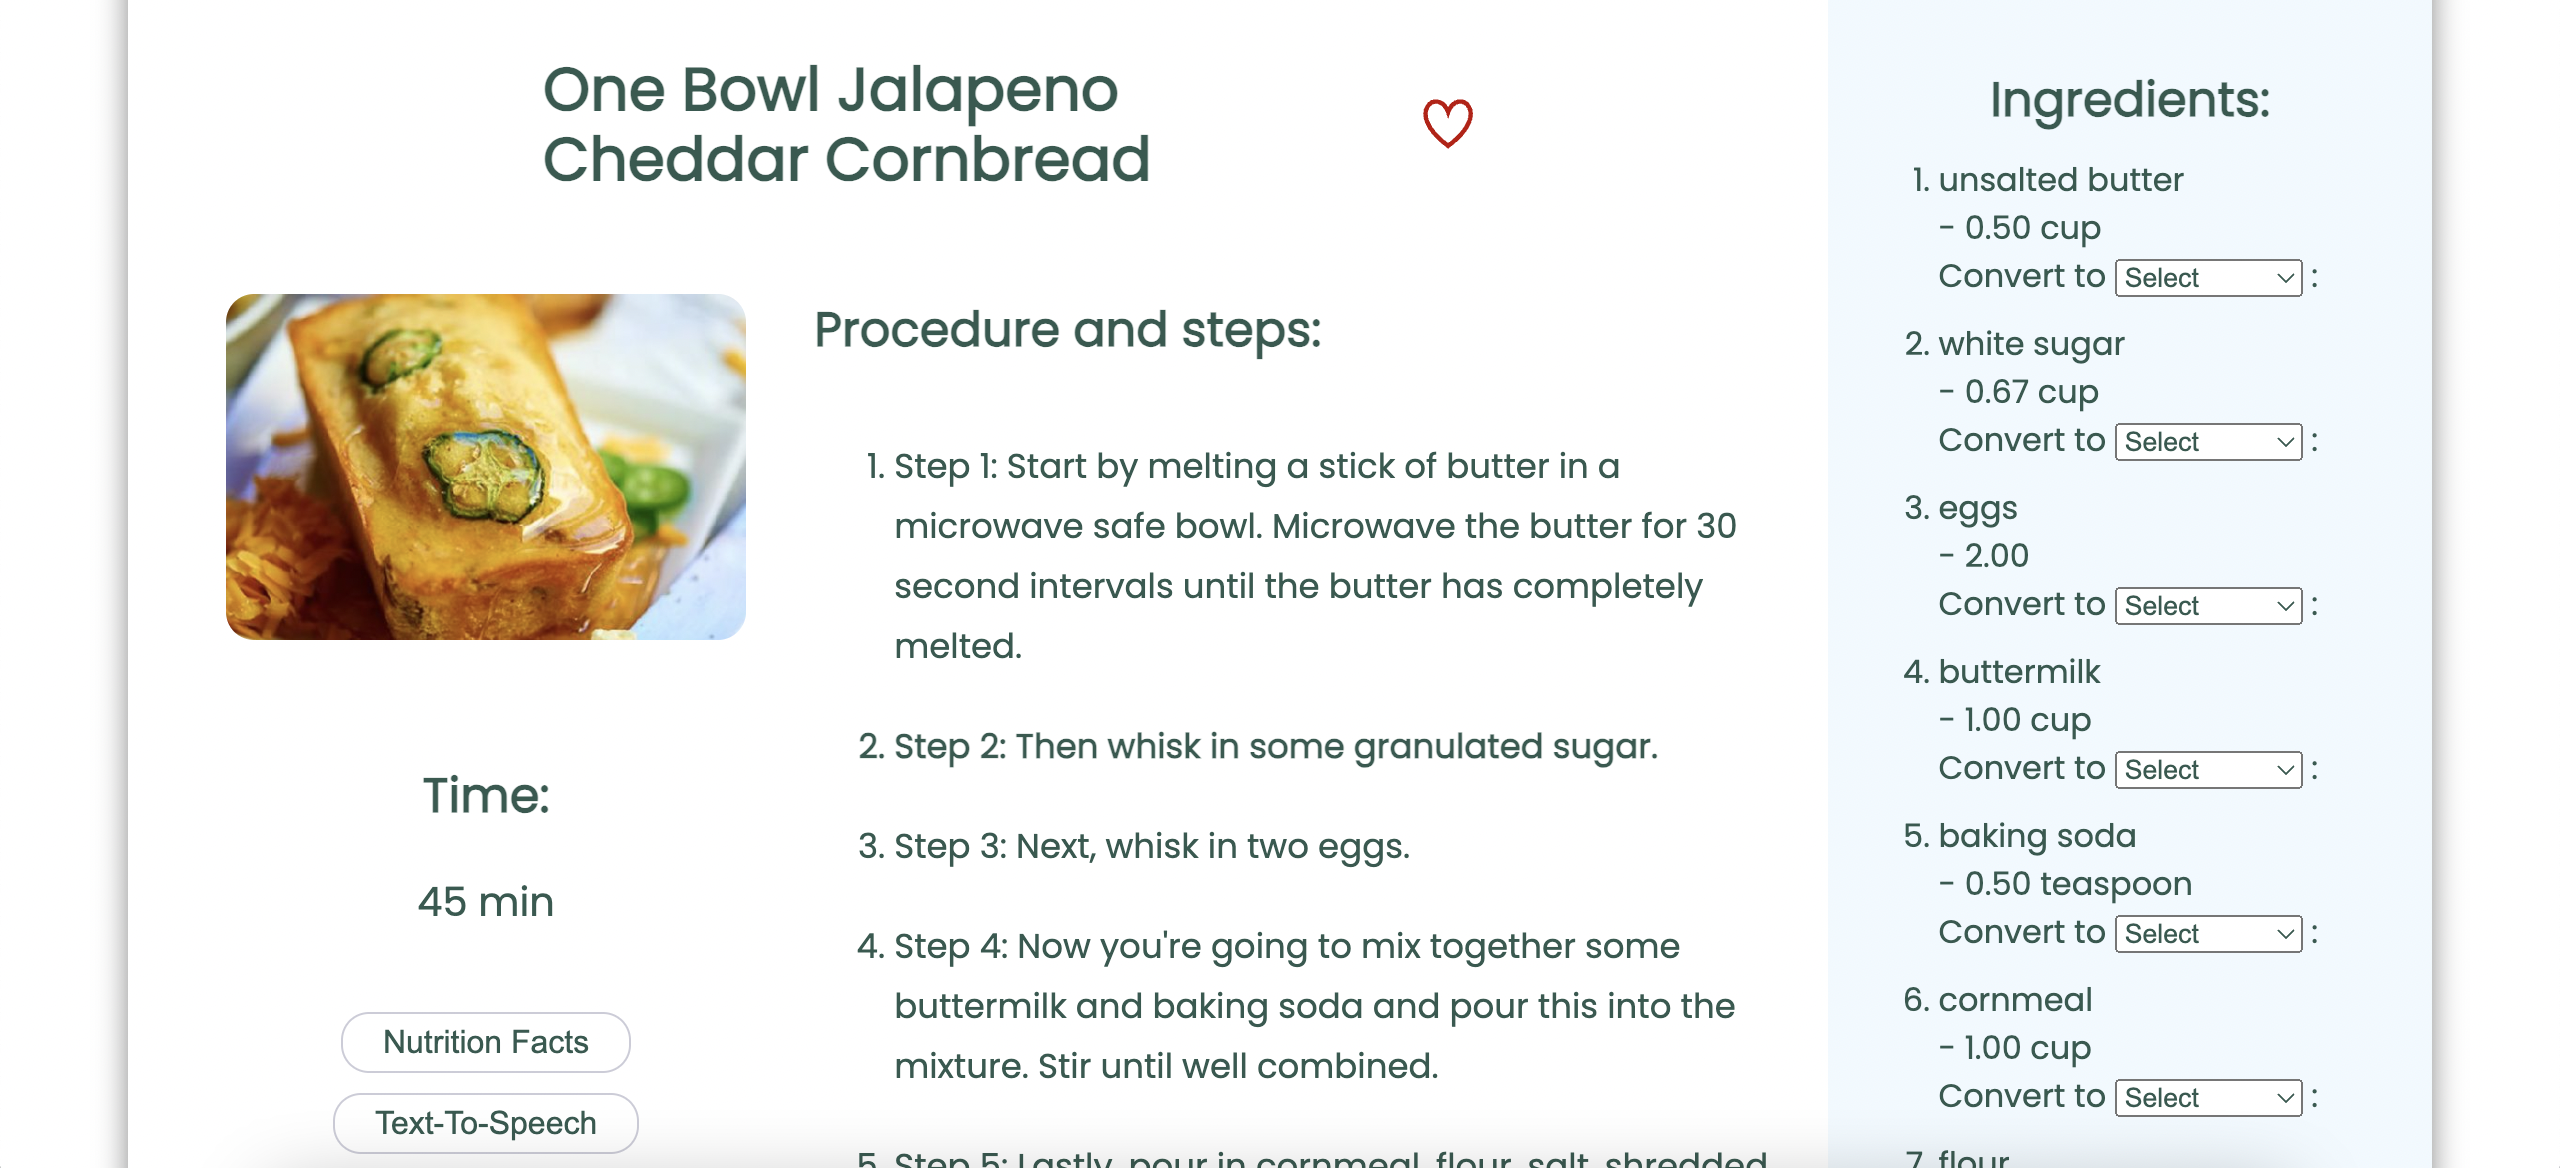 One Bowl Jalapeno
Cheddar Cornbread
Time:
45 min
Nutrition Facts
Text-To-Speech
Procedure and steps:
1. Step 1: Start by melting a stick of butter in a
microwave safe bowl. Microwave the butter for 30
second intervals until the butter has completely
melted.
2. Step 2: Then whisk in some granulated sugar.
3. Step 3: Next, whisk in two eggs.
4. Step 4: Now you're going to mix together some
buttermilk and baking soda and pour this into the
mixture. Stir until well combined.
5. Step 5: Lastly, pour in cornmeal, flour, salt, shredded
Ingredients:
1. unsalted butter
- 0.50 cup
Convert to Select :
2. white sugar
- 0.67 cup
Convert to Select :
3. eggs
- 2.00
Convert to Select :
4. buttermilk
- 1.00 cup
Convert to Select :
5. baking soda
- 0.50 teaspoon
Convert to Select :
6. cornmeal
- 1.00 cup
Convert to Select :
7. flour